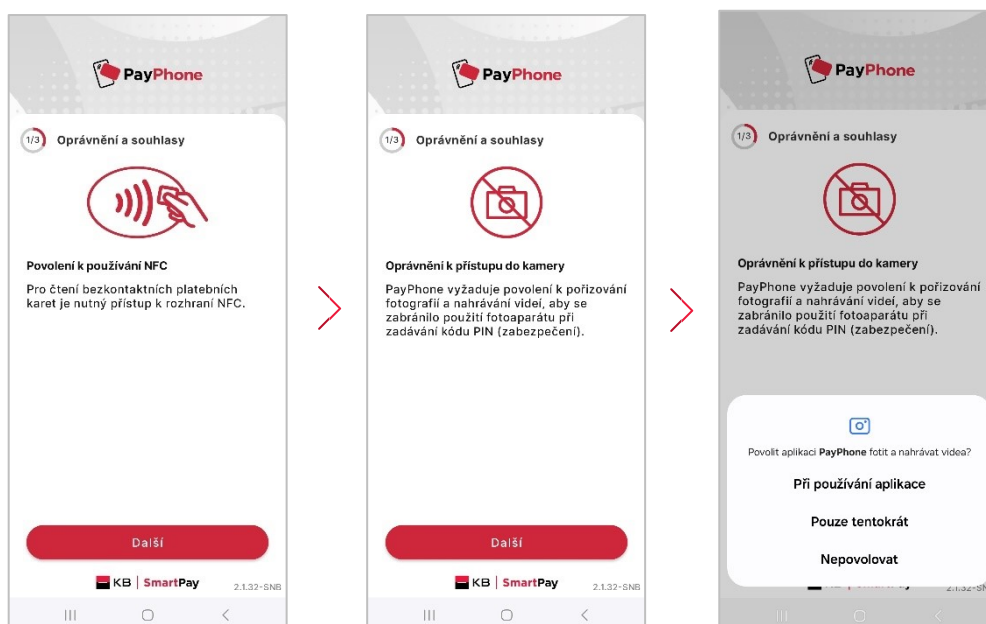 PayPhone
1/3 Oprávnění a souhlasy
Povolení k používání NFC
Pro čtení bezkontaktních platebních
karet je nutný přístup k rozhraní NFC.
Další
KB | SmartPay
2.1.32-SNB
PayPhone
1/3 Oprávnění a souhlasy
Oprávnění k přístupu do kamery
PayPhone vyžaduje povolení k pořizování
fotografií a nahrávání videí, aby se
zabránilo použití fotoaparátu při
zadávání kódu PIN (zabezpečení).
Další
KB | SmartPay
2.1.32-SNB
PayPhone
1/3 Oprávnění a souhlasy
Oprávnění k přístupu do kamery
PayPhone vyžaduje povolení k pořizování
fotografií a nahrávání videí, aby se
zabránilo použití fotoaparátu při
zadávání kódu PIN (zabezpečení).
Povolit aplikaci PayPhone fotit a nahrávat videa?
Při používání aplikace
Pouze tentokrát
Nepovolovat